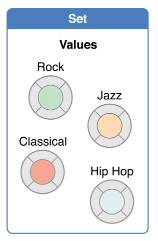 Set
Values
Rock
Jazz
Classical
Hip Hop